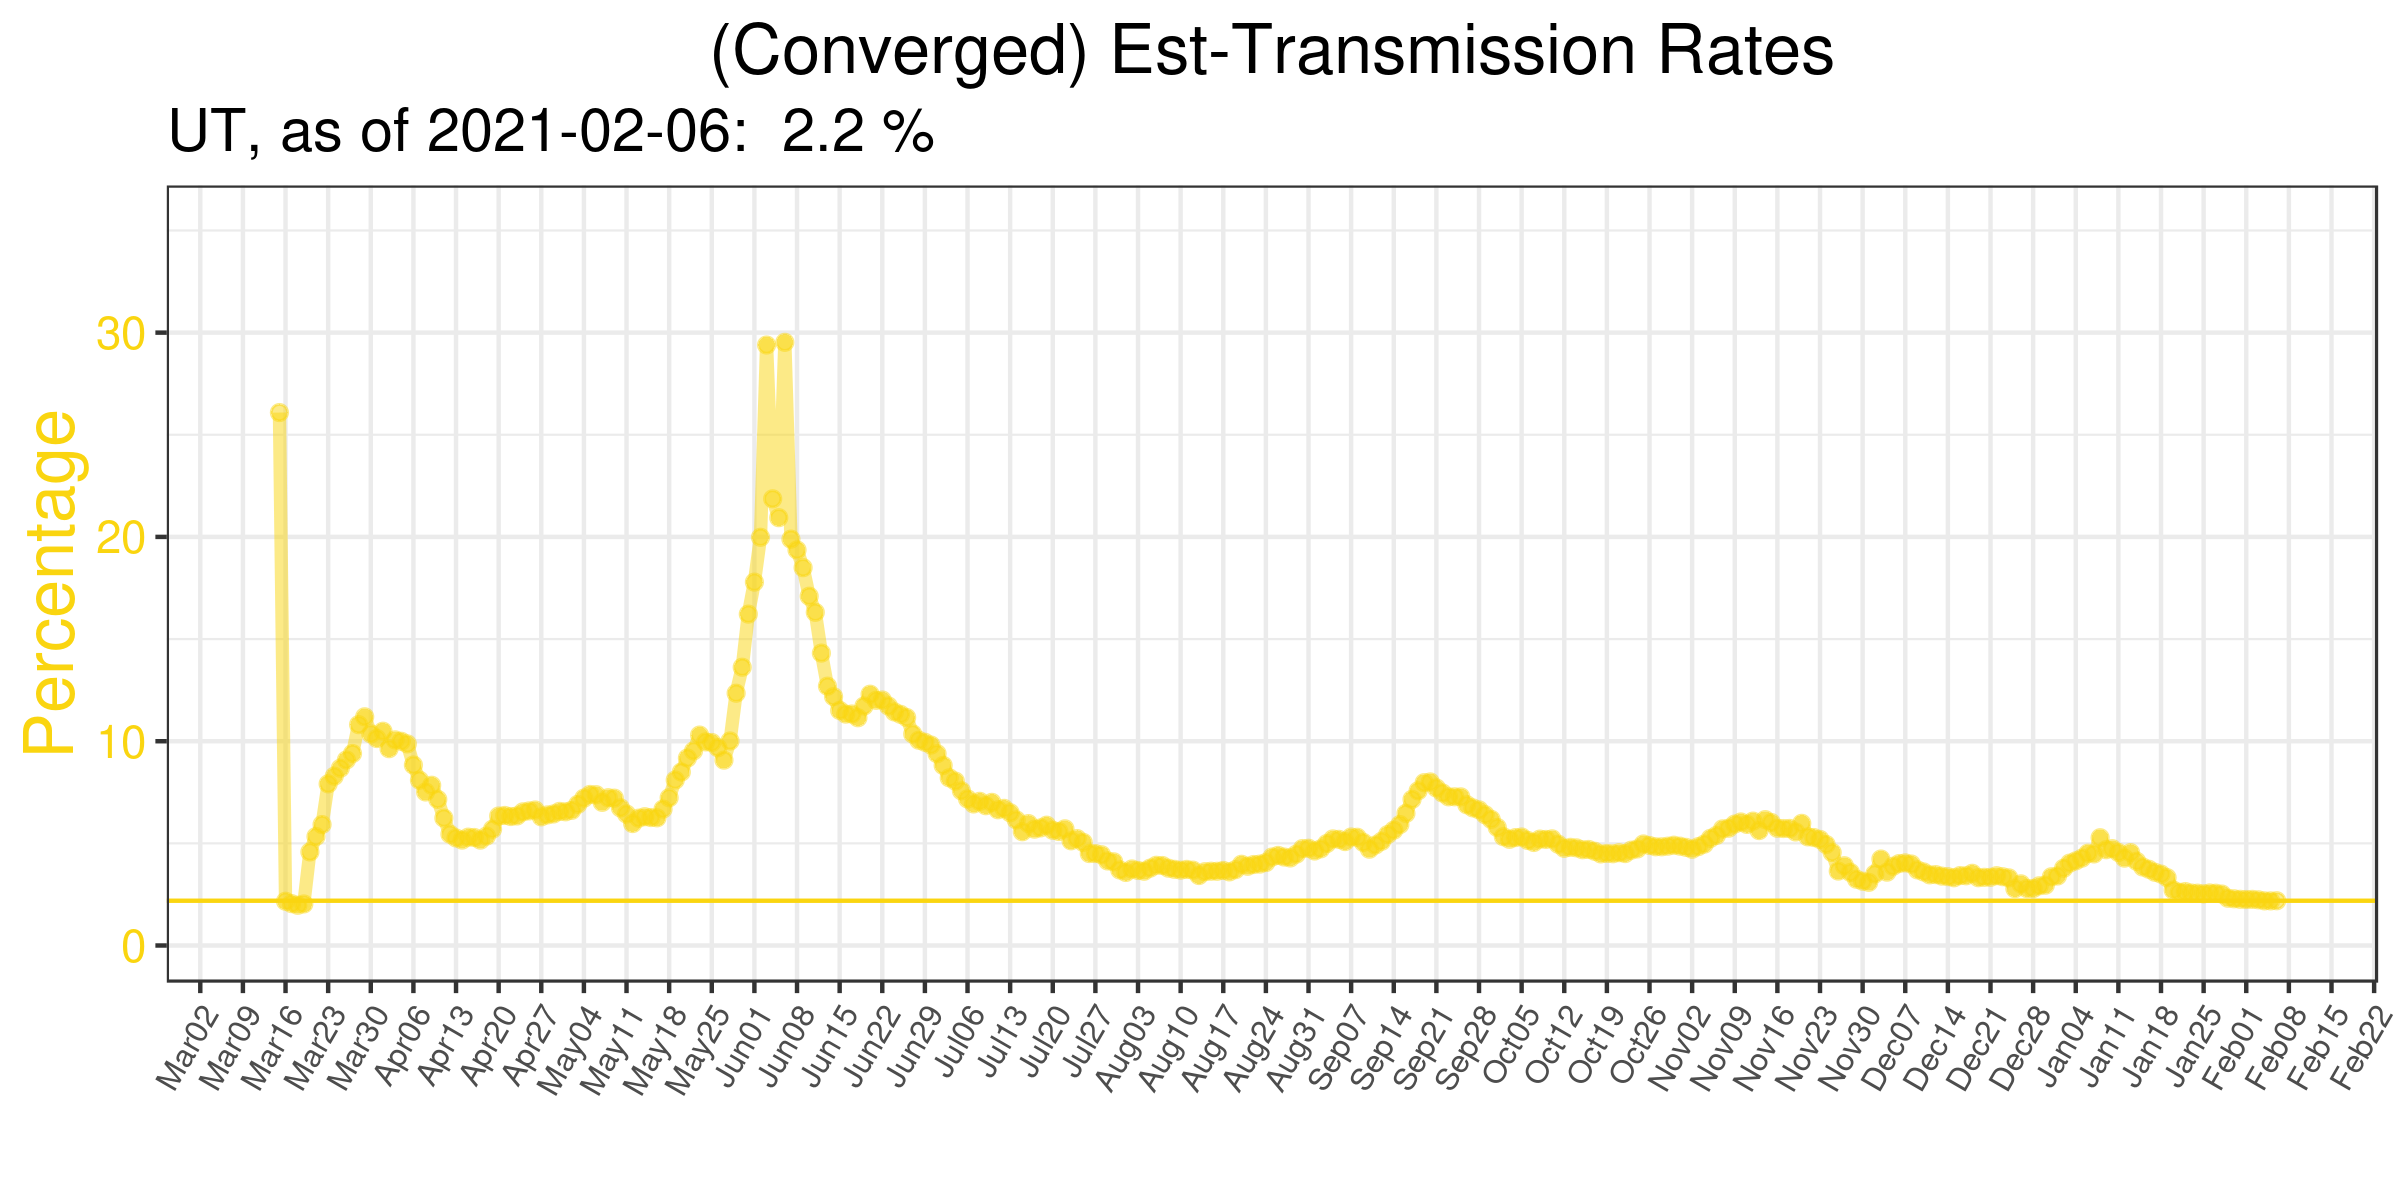 (Converged) Est-Transmission Rates
UT, as of 2021-02-06:  2.2 %
Percentage
30
20
10
0
Mar02 Mar09 Mar16 Mar23 Mar30 Apr06 Apr13 Apr20 Apr27 May04 May11 May18 May25 Jun01 Jun08 Jun15 Jun22 Jun29 Jul06 Jul13 Jul20 Jul27 Aug03 Aug10 Aug17 Aug24 Aug31 Sep07 Sep14 Sep21 Sep28 Oct05 Oct12 Oct19 Oct26 Nov02 Nov09 Nov16 Nov23 Nov30 Dec07 Dec14 Dec21 Dec28 Jan04 Jan11 Jan18 Jan25 Feb01 Feb08 Feb15 Feb22